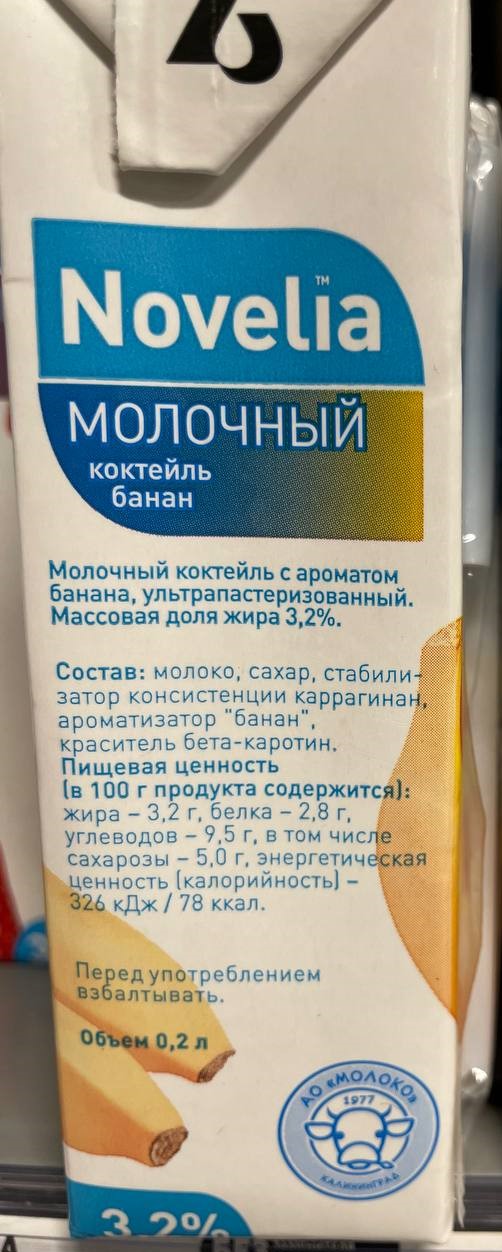 Novelia™
МОЛОЧНЫЙ
коктейль
банан
Молочный коктейль с ароматом
банана, ультрапастеризованный.
Массовая доля жира 3,2%.
Состав: молоко, сахар, стабили-
затор консистенции каррагинан,
ароматизатор "банан",
краситель бета-каротин.
Пищевая ценность
(в 100 г продукта содержится):
жира – 3,2 г, белка – 2,8 г,
углеводов – 9,5 г, в том числе
сахарозы – 5,0 г, энергетическая
ценность (калорийность) –
326 кДж / 78 ккал.
Перед употреблением
взбалтывать.
Объем 0,2 л
АО «МОЛОКО»
1977
КАЛИНИНГРАД
3,2%